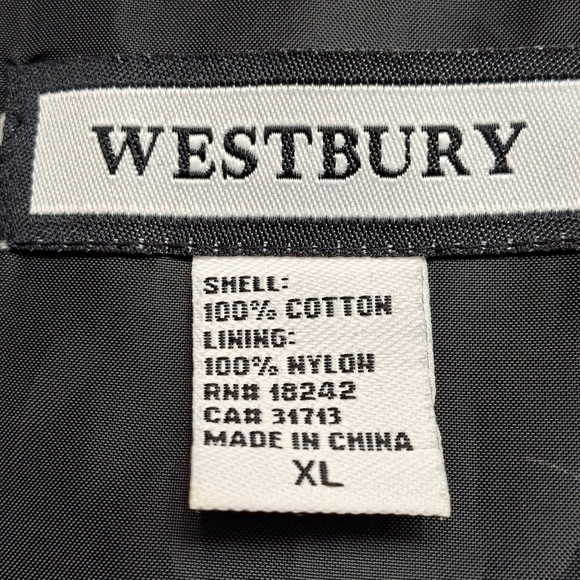 WESTBURY
SHELL:
100% COTTON
LINING:
100% NYLON
RN# 18242
CA# 31713
MADE IN CHINA
XL